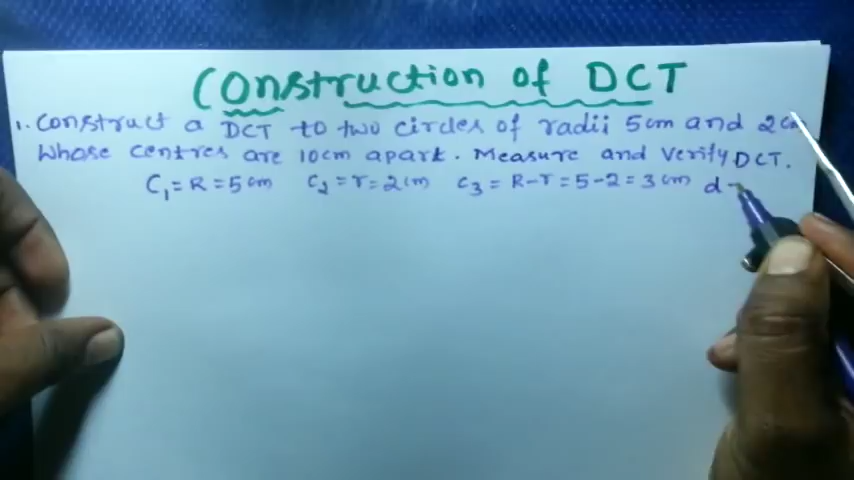 Construction of DCT
1. Construct a DCT to two circles of radii 5cm and 2cm
whose centres are 10cm apart. Measure and verify DCT.
C₁ = R = 5cm C₂ = r = 2cm C₃ = R-r = 5-2 = 3cm d